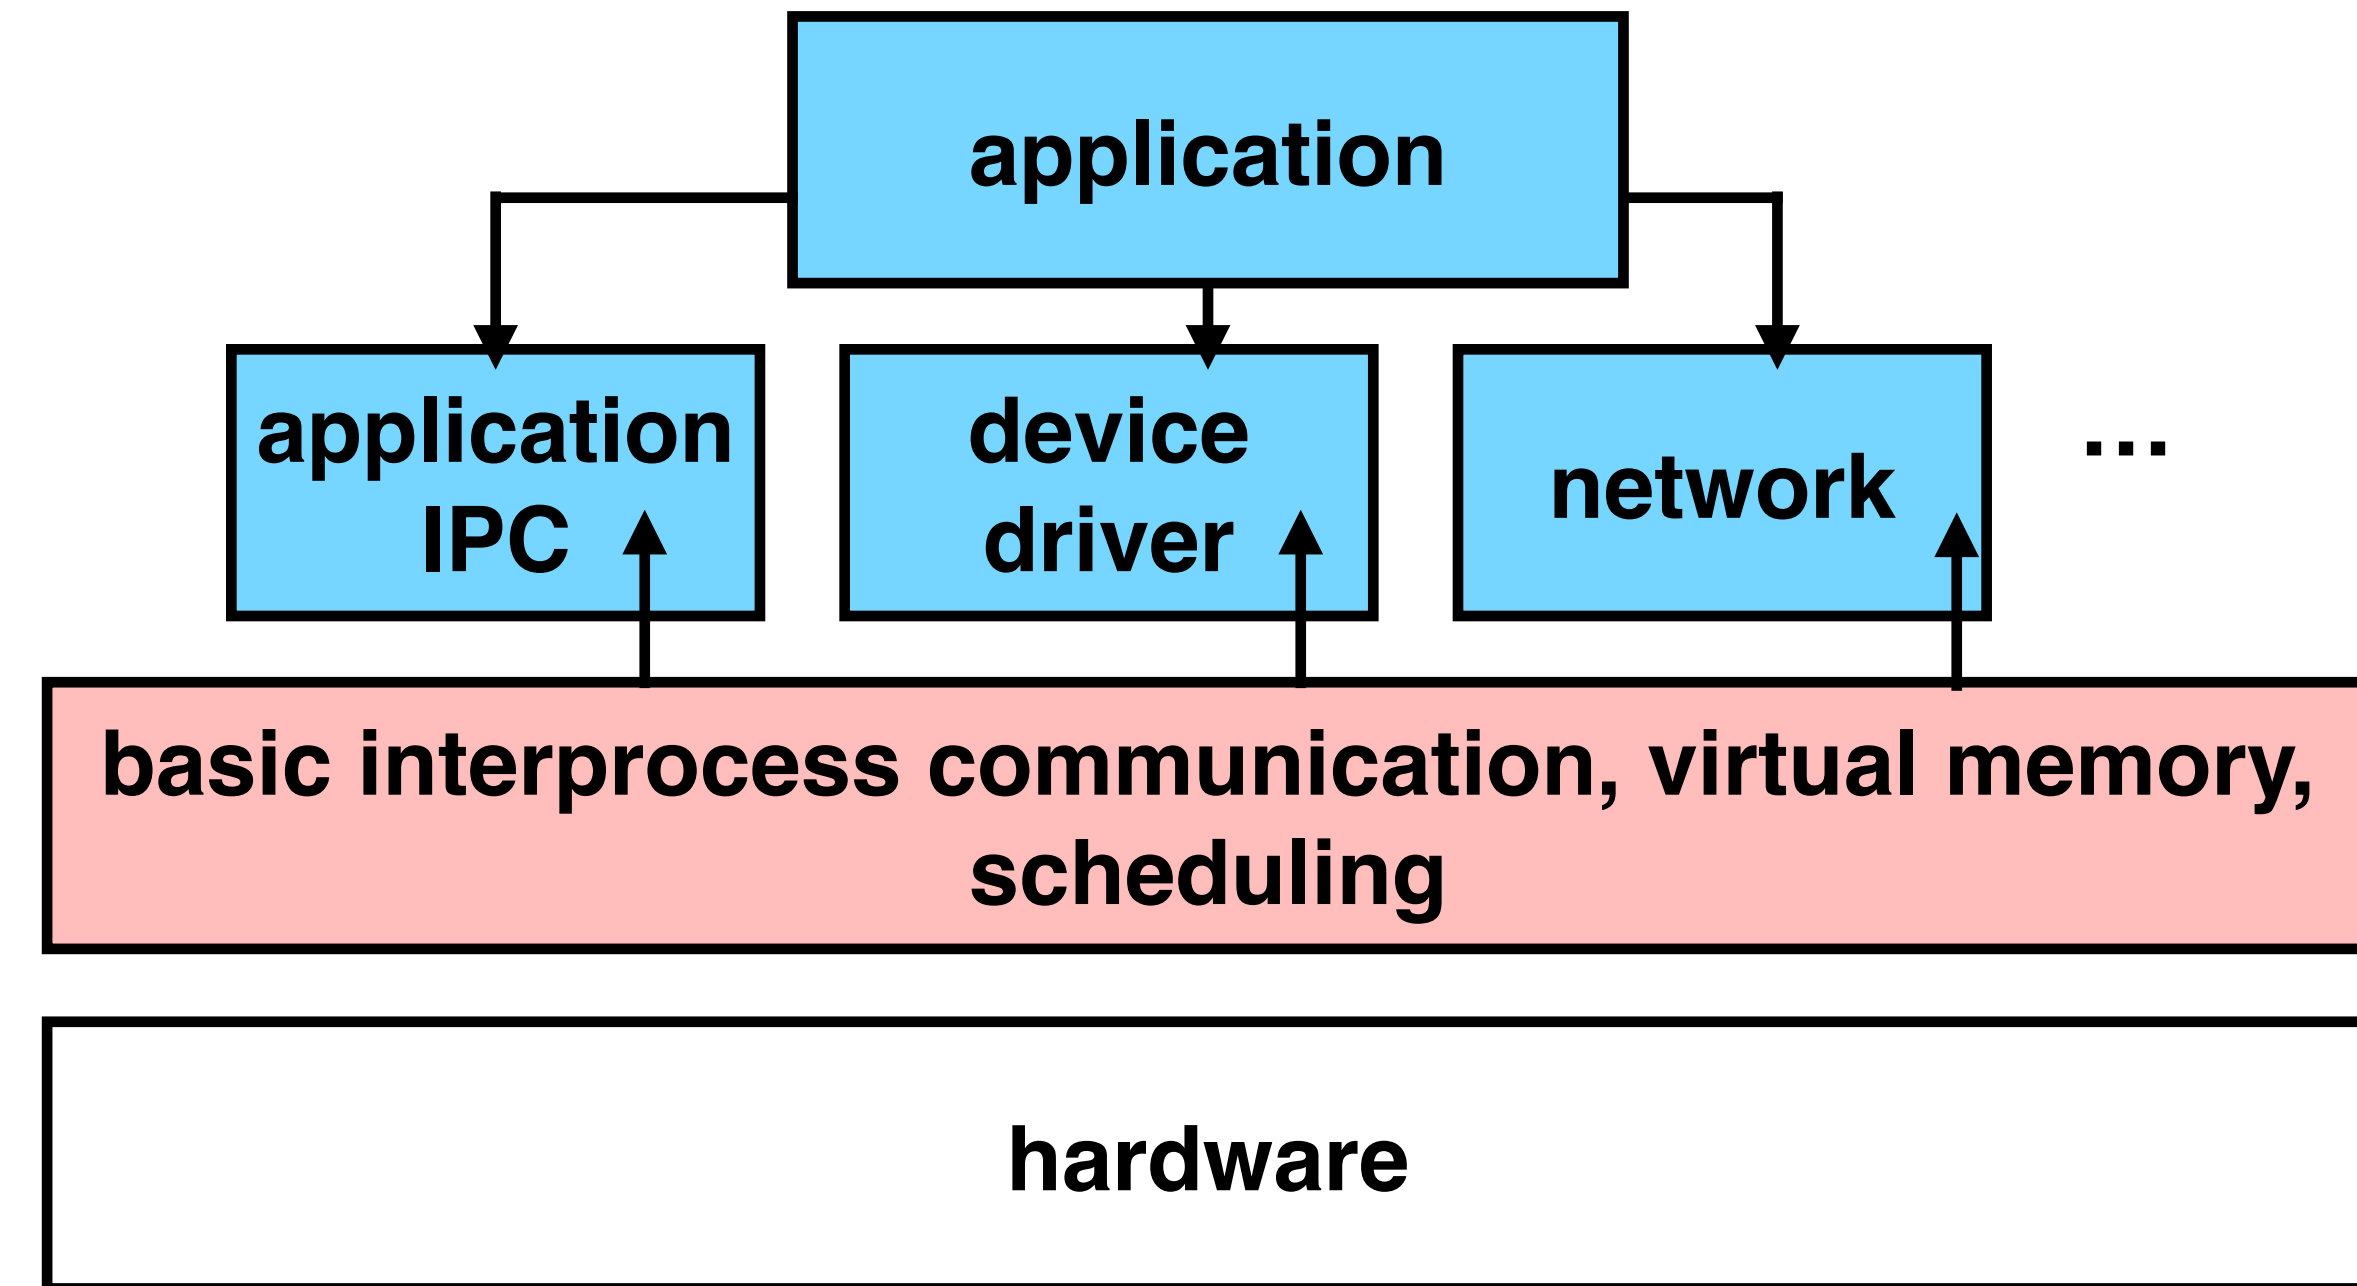 application
application
IPC
device
driver
network
...
basic interprocess communication, virtual memory,
scheduling
hardware